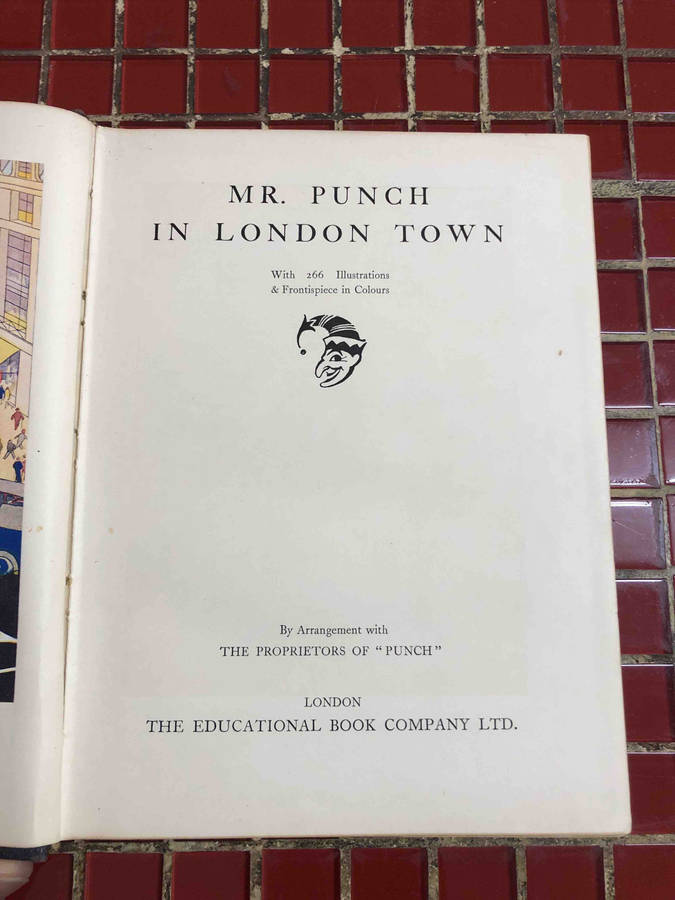 MR. PUNCH
IN LONDON TOWN
With 266 Illustrations
& Frontispiece in Colours
By Arrangement with
THE PROPRIETORS OF "PUNCH"
LONDON
THE EDUCATIONAL BOOK COMPANY LTD.